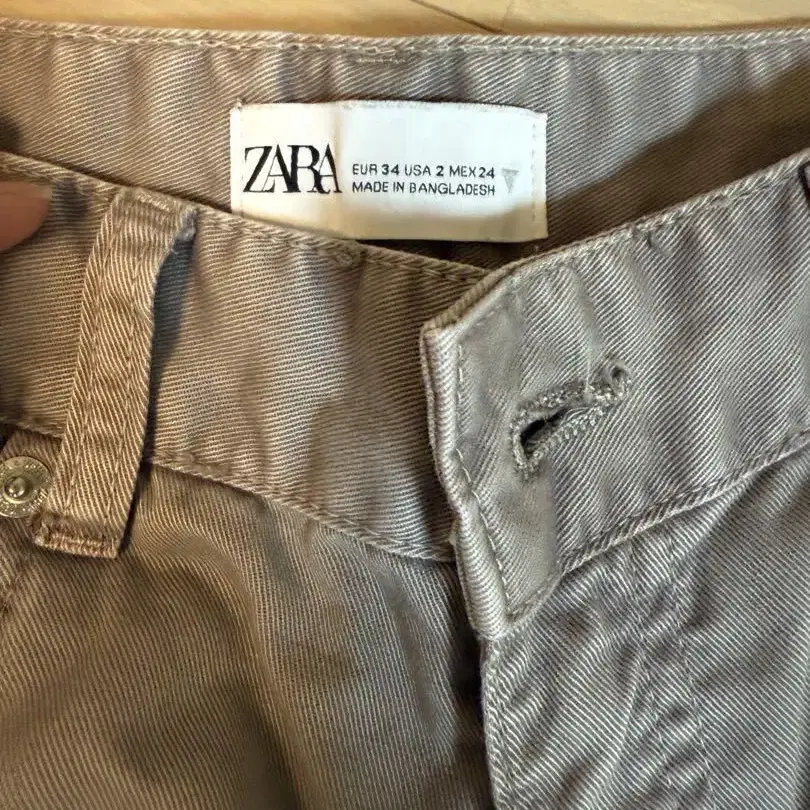 ZARA
EUR 34 USA 2 MEX 24
MADE IN BANGLADESH